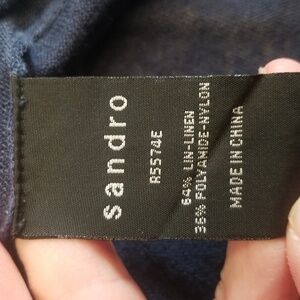 sandro
R5574E
64% LIN-LINEN
36% POLYAMIDE-NYLON
MADE IN CHINA